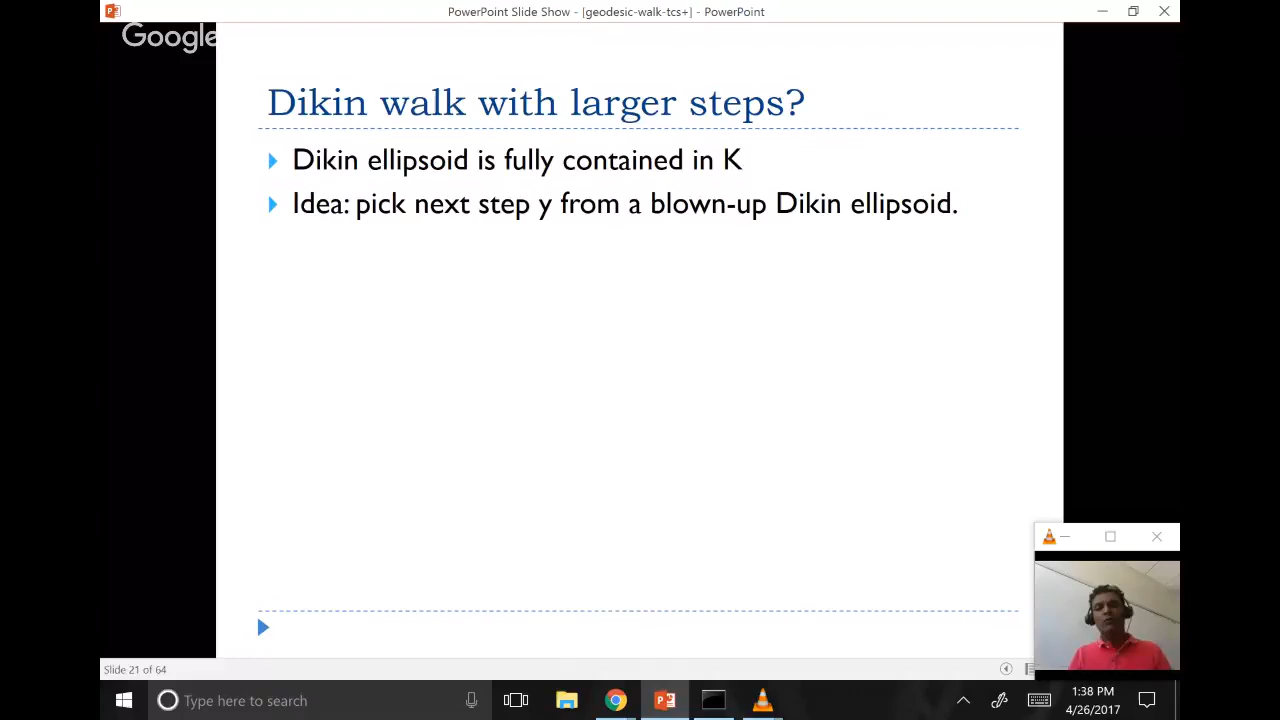 PowerPoint Slide Show - [geodesic-walk-tcs+] - PowerPoint
Google
Dikin walk with larger steps?
Dikin ellipsoid is fully contained in K
Idea: pick next step y from a blown-up Dikin ellipsoid.
Slide 21 of 64
Type here to search
1:38 PM
4/26/2017